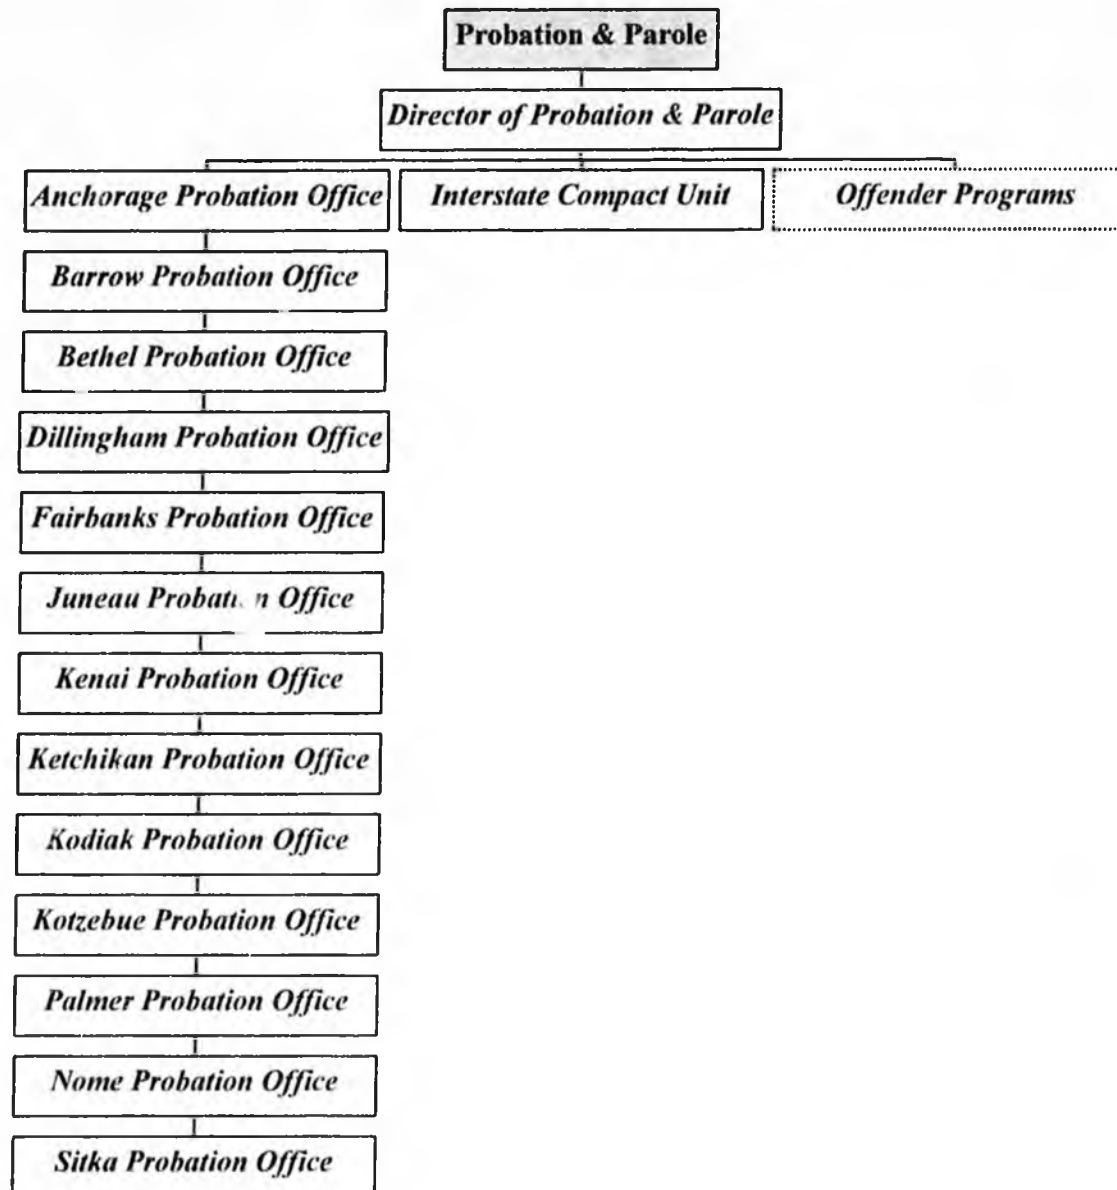 Probation & Parole
Director of Probation & Parole
Anchorage Probation Office
Interstate Compact Unit
Offender Programs
Barrow Probation Office
Bethel Probation Office
Dillingham Probation Office
Fairbanks Probation Office
Juneau Probation Office
Kenai Probation Office
Ketchikan Probation Office
Kodiak Probation Office
Kotzebue Probation Office
Palmer Probation Office
Nome Probation Office
Sitka Probation Office